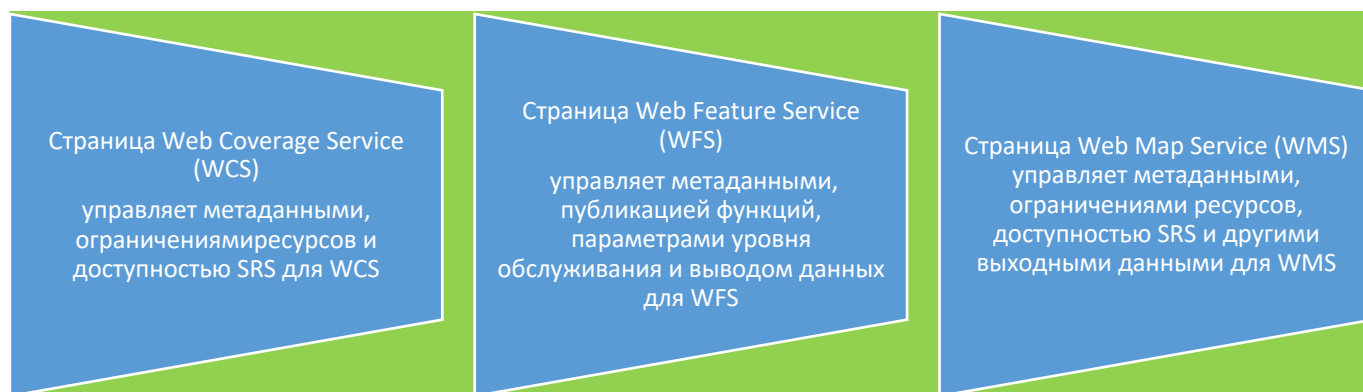 Страница Web Coverage Service
(WCS)
управляет метаданными,
ограничениямиресурсов и
доступностью SRS для WCS
Страница Web Feature Service
(WFS)
управляет метаданными,
публикацией функций,
параметрами уровня
обслуживания и выводом данных
для WFS
Страница Web Map Service (WMS)
управляет метаданными,
ограничениями ресурсов,
доступностью SRS и другими
выходными данными для WMS